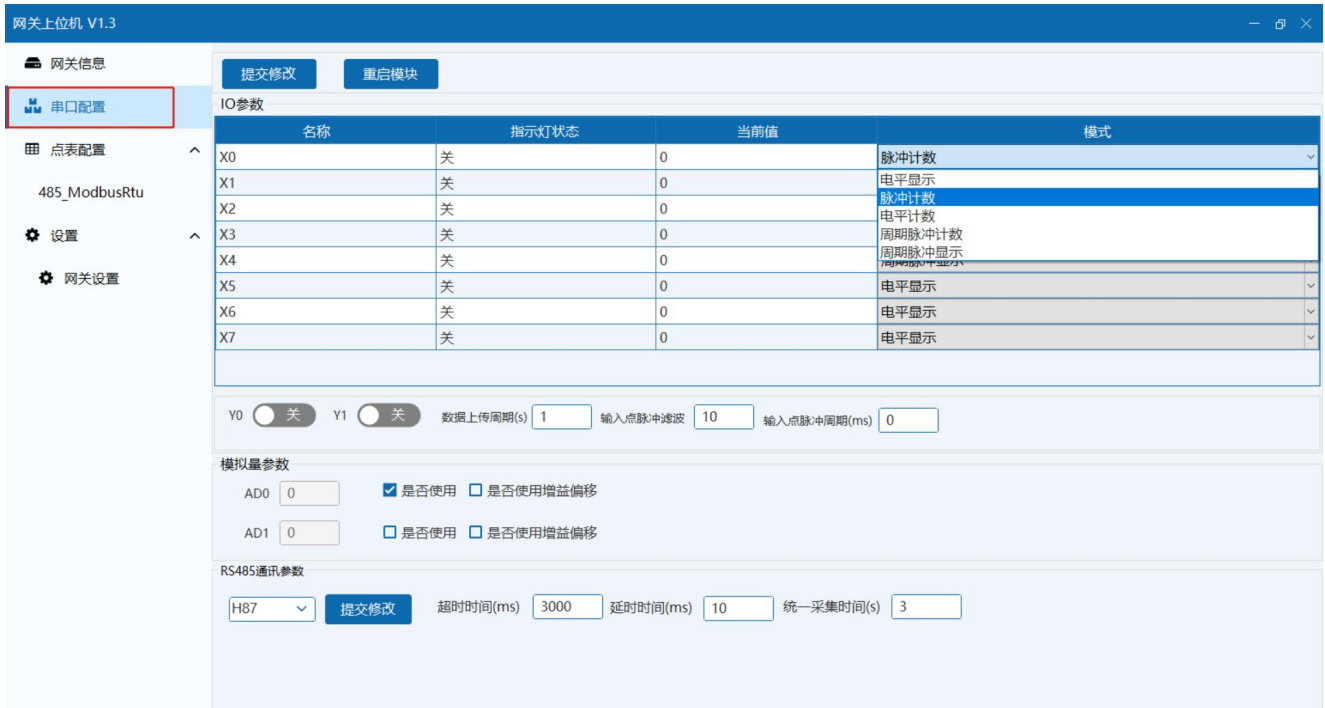 网关上位机 V1.3
网关信息
串口配置
点表配置
485_ModbusRtu
设置
网关设置
提交修改 重启模块
IO参数
名称 指示灯状态 当前值 模式
X0 关 0 脉冲计数
X1 关 0
X2 关 0
X3 关 0
X4 关 0
电平显示
脉冲计数
电平计数
周期脉冲计数
周期脉冲显示
周期脉冲显示
X5 关 0 电平显示
X6 关 0 电平显示
X7 关 0 电平显示
Y0 关 Y1 关 数据上传周期(s) 1 输入点脉冲滤波 10 输入点脉冲周期(ms) 0
模拟量参数
AD0 0 是否使用 是否使用增益偏移
AD1 0 是否使用 是否使用增益偏移
RS485通讯参数
H87 提交修改 超时时间(ms) 3000 延时时间(ms) 10 统一采集时间(s) 3